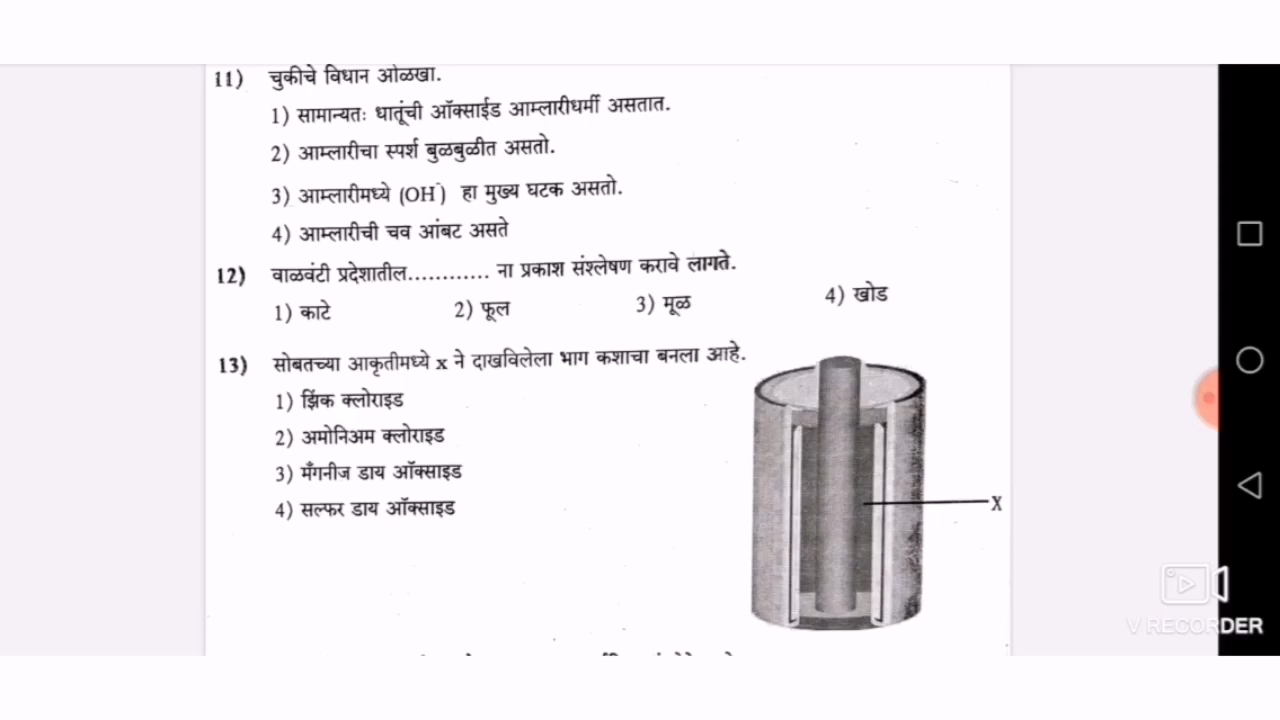 11) चुकीचे विधान ओळखा.
1) सामान्यतः धातूंची ऑक्साईड आम्लारीधर्मी असतात.
2) आम्लारीचा स्पर्श बुळबुळीत असतो.
3) आम्लारीमध्ये (OH⁻) हा मुख्य घटक असतो.
4) आम्लारीची चव आंबट असते
12) वाळवंटी प्रदेशातील............ ना प्रकाश संश्लेषण करावे लागते.
1) काटे 2) फूल 3) मूळ 4) खोड
13) सोबतच्या आकृतीमध्ये x ने दाखविलेला भाग कशाचा बनला आहे.
1) झिंक क्लोराइड
2) अमोनिअम क्लोराइड
3) मँगनीज डाय ऑक्साइड
4) सल्फर डाय ऑक्साइड
X
V RECORDER